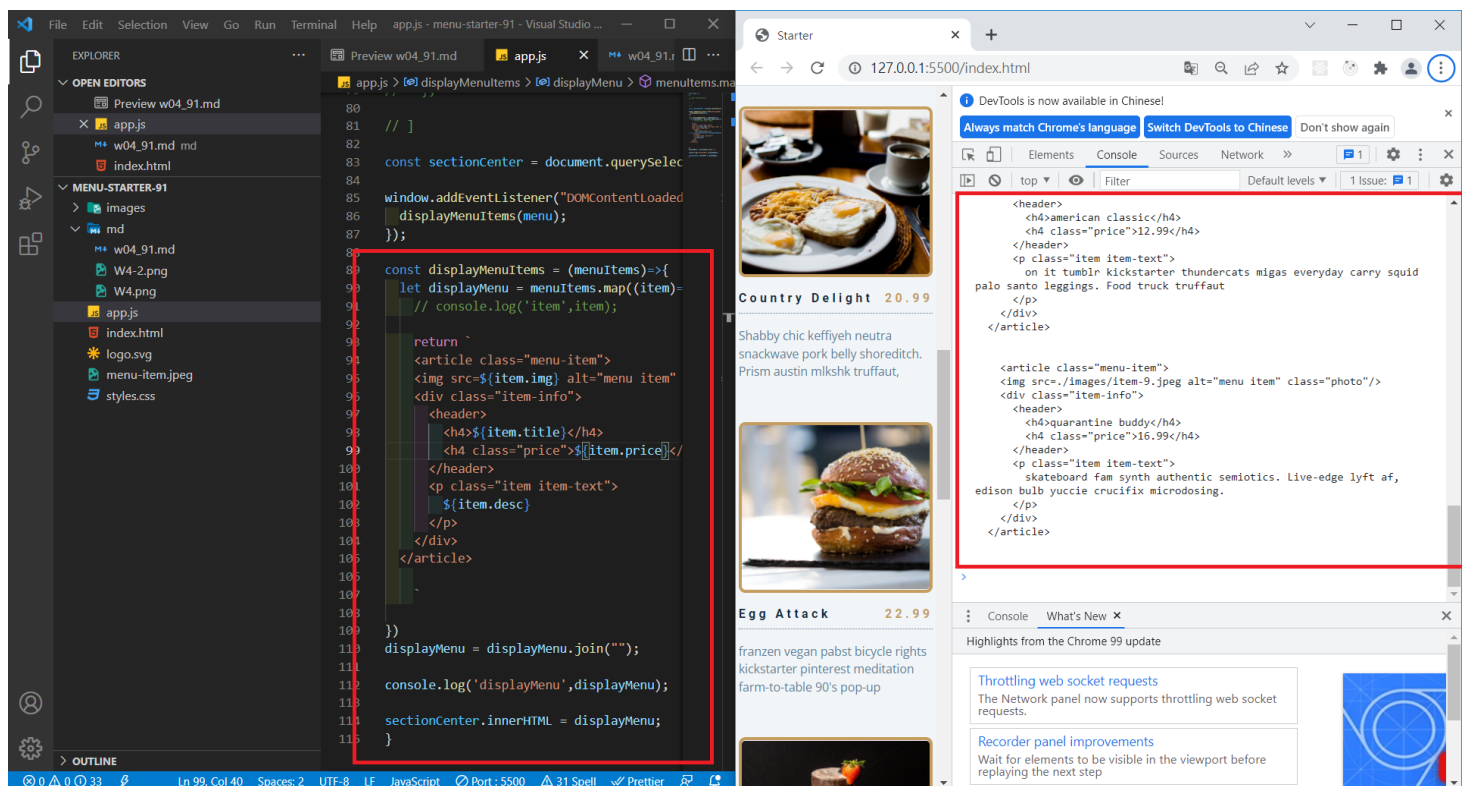 File Edit Selection View Go Run Terminal Help app.js - menu-starter-91 - Visual Studio ...
EXPLORER
OPEN EDITORS
Preview w04_91.md
app.js
w04_91.md md
index.html
MENU-STARTER-91
images
md
w04_91.md
W4-2.png
W4.png
app.js
index.html
logo.svg
menu-item.jpeg
styles.css
OUTLINE
Preview w04_91.md app.js w04_91.r
app.js > displayMenuItems > displayMenu > menuItems.ma
80
81 // ]
82
83 const sectionCenter = document.querySelec
84
85 window.addEventListener("DOMContentLoaded
86 displayMenuItems(menu);
87 });
88
89 const displayMenuItems = (menuItems)=>{
90 let displayMenu = menuItems.map((item)=
91 // console.log('item',item);
92
93 return `
94 <article class="menu-item">
95 <img src=${item.img} alt="menu item"
96 <div class="item-info">
97 <header>
98 <h4>${item.title}</h4>
99 <h4 class="price">${item.price}</
100 </header>
101 <p class="item item-text">
102 ${item.desc}
103 </p>
104 </div>
105 </article>
106
107 `
108
109 })
110 displayMenu = displayMenu.join("");
111
112 console.log('displayMenu',displayMenu);
113
114 sectionCenter.innerHTML = displayMenu;
115 }
0 0 33 Ln 99, Col 40 Spaces: 2 UTF-8 LF JavaScript Port : 5500 31 Spell Prettier
Starter
127.0.0.1:5500/index.html
Country Delight 20.99
Shabby chic keffiyeh neutra
snackwave pork belly shoreditch.
Prism austin mlkshk truffaut,
Egg Attack 22.99
franzen vegan pabst bicycle rights
kickstarter pinterest meditation
farm-to-table 90's pop-up
DevTools is now available in Chinese!
Always match Chrome's language Switch DevTools to Chinese Don't show again
Elements Console Sources Network » 1
top Filter Default levels 1 Issue: 1
<header>
<h4>american classic</h4>
<h4 class="price">12.99</h4>
</header>
<p class="item item-text">
on it tumblr kickstarter thundercats migas everyday carry squid
palo santo leggings. Food truck truffaut
</p>
</div>
</article>
<article class="menu-item">
<img src=./images/item-9.jpeg alt="menu item" class="photo"/>
<div class="item-info">
<header>
<h4>quarantine buddy</h4>
<h4 class="price">16.99</h4>
</header>
<p class="item item-text">
skateboard fam synth authentic semiotics. Live-edge lyft af,
edison bulb yuccie crucifix microdosing.
</p>
</div>
</article>
Console What's New
Highlights from the Chrome 99 update
Throttling web socket requests
The Network panel now supports throttling web socket
requests.
Recorder panel improvements
Wait for elements to be visible in the viewport before
replaying the next step